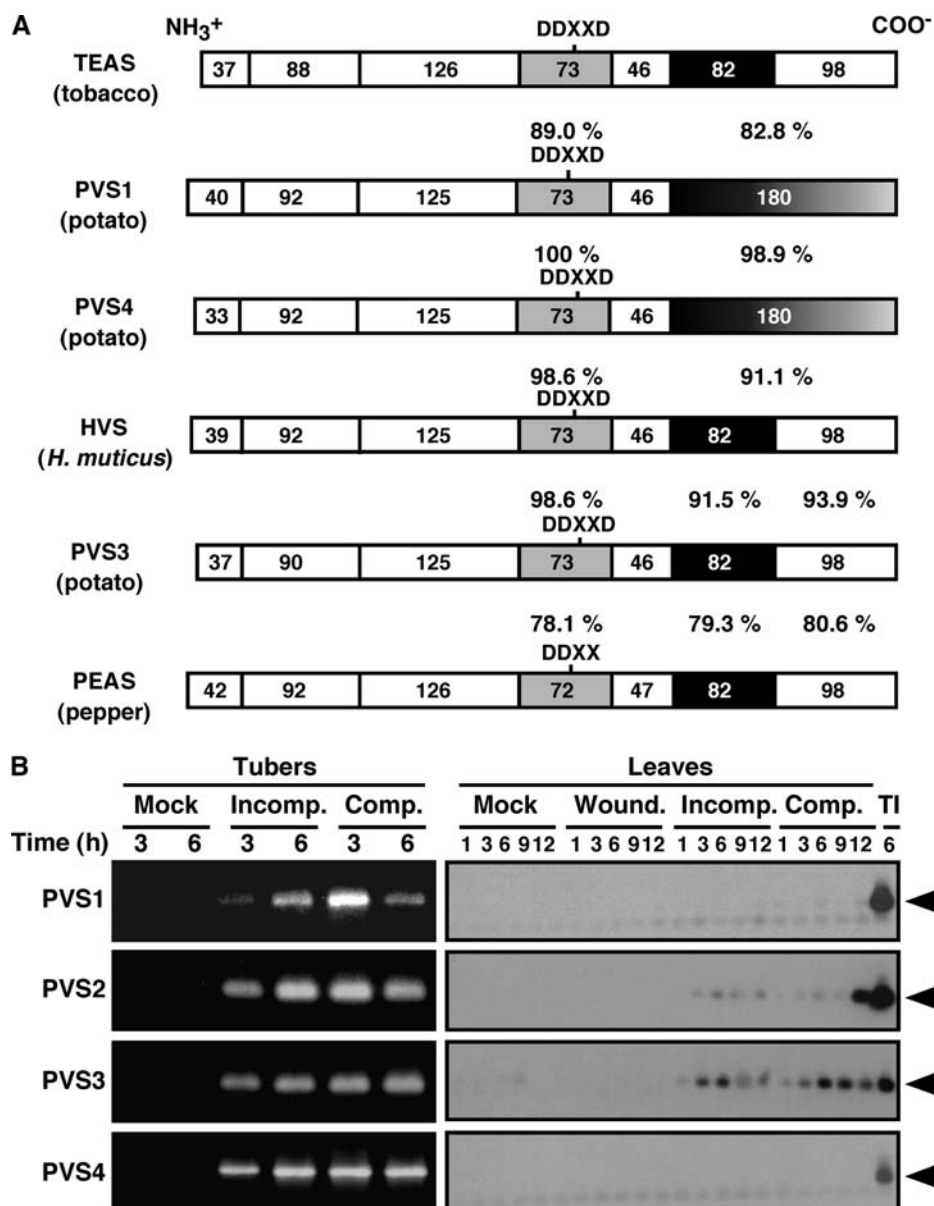 A
NH₃⁺ DDXXD COO⁻
TEAS (tobacco) 37 88 126 73 46 82 98
89.0 % 82.8 %
DDXXD
PVS1 (potato) 40 92 125 73 46 180
100 % 98.9 %
DDXXD
PVS4 (potato) 33 92 125 73 46 180
98.6 % 91.1 %
DDXXD
HVS (H. muticus) 39 92 125 73 46 82 98
98.6 % 91.5 % 93.9 %
DDXXD
PVS3 (potato) 37 90 125 73 46 82 98
78.1 % 79.3 % 80.6 %
DDXX
PEAS (pepper) 42 92 126 72 47 82 98
B
Tubers Leaves
Mock Incomp. Comp. Mock Wound. Incomp. Comp. TI
Time (h) 3 6 3 6 3 6 1 3 6 9 12 1 3 6 9 12 1 3 6 9 12 1 3 6 9 12 6
PVS1
PVS2
PVS3
PVS4